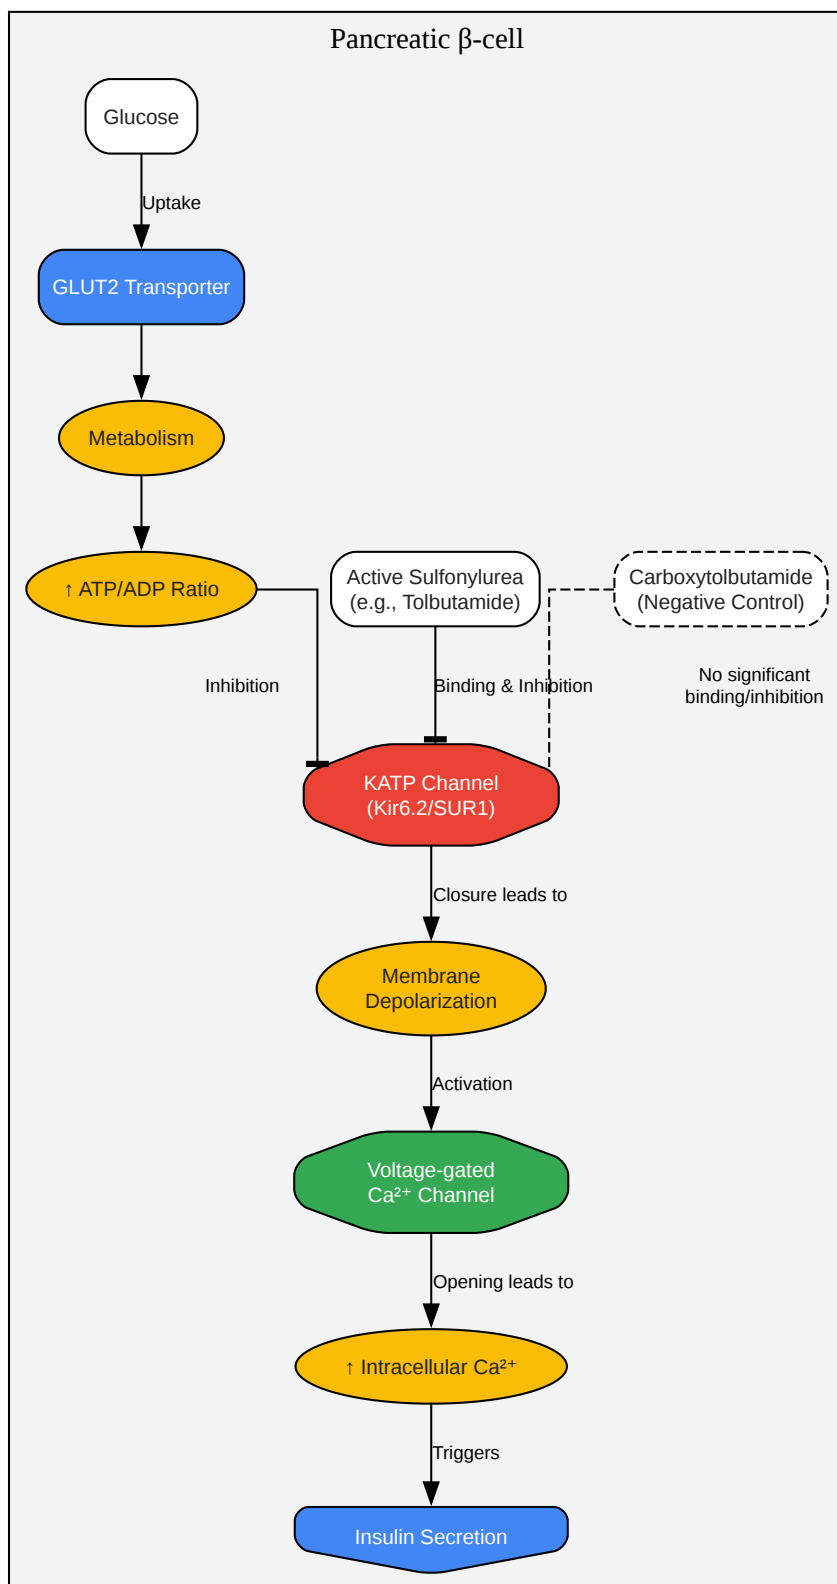 Pancreatic β-cell
Glucose
Uptake
GLUT2 Transporter
Metabolism
↑ ATP/ADP Ratio
Active Sulfonylurea
(e.g., Tolbutamide)
Carboxytolbutamide
(Negative Control)
Inhibition
Binding & Inhibition
No significant
binding/inhibition
KATP Channel
(Kir6.2/SUR1)
Closure leads to
Membrane
Depolarization
Activation
Voltage-gated
Ca²⁺ Channel
Opening leads to
↑ Intracellular Ca²⁺
Triggers
Insulin Secretion